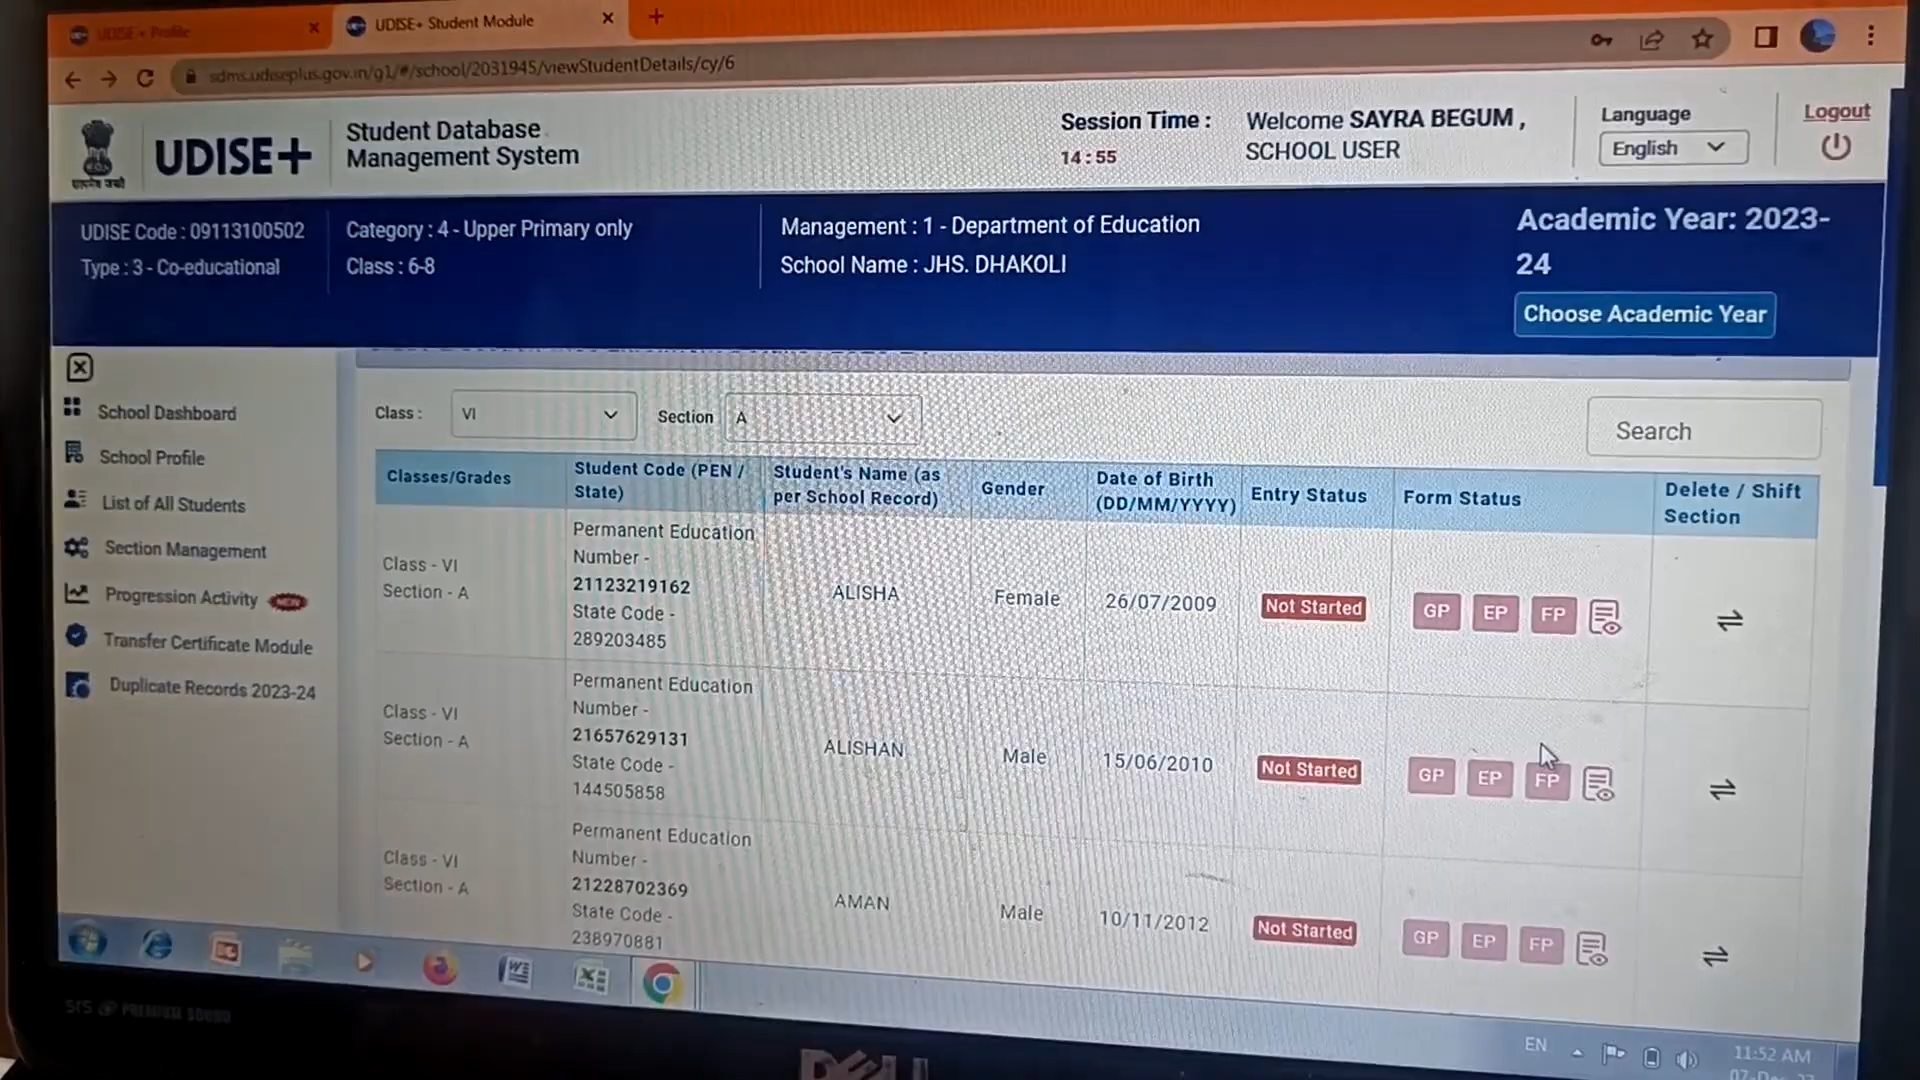 UDISE+ Profile
UDISE+ Student Module
sdms.udiseplus.gov.in/g1/#/school/2031945/viewStudentDetails/cy/6
UDISE+
Student Database
Management System
Session Time :
14 : 55
Welcome SAYRA BEGUM ,
SCHOOL USER
Language
English
Logout
UDISE Code : 09113100502
Type : 3 - Co-educational
Category : 4 - Upper Primary only
Class : 6-8
Management : 1 - Department of Education
School Name : JHS. DHAKOLI
Academic Year: 2023-
24
Choose Academic Year
School Dashboard
School Profile
List of All Students
Section Management
Progression Activity NEW
Transfer Certificate Module
Duplicate Records 2023-24
Class : VI
Section A
Search
Classes/Grades
Student Code (PEN /
State)
Student's Name (as
per School Record)
Gender
Date of Birth
(DD/MM/YYYY)
Entry Status
Form Status
Delete / Shift
Section
Class - VI
Section - A
Permanent Education
Number -
21123219162
State Code -
289203485
ALISHA
Female
26/07/2009
Not Started
GP EP FP
Class - VI
Section - A
Permanent Education
Number -
21657629131
State Code -
144505858
ALISHAN
Male
15/06/2010
Not Started
GP EP FP
Class - VI
Section - A
Permanent Education
Number -
21228702369
State Code -
238970881
AMAN
Male
10/11/2012
Not Started
GP EP FP
EN
11:52 AM
SRS PREMIUM SOUND
DELL